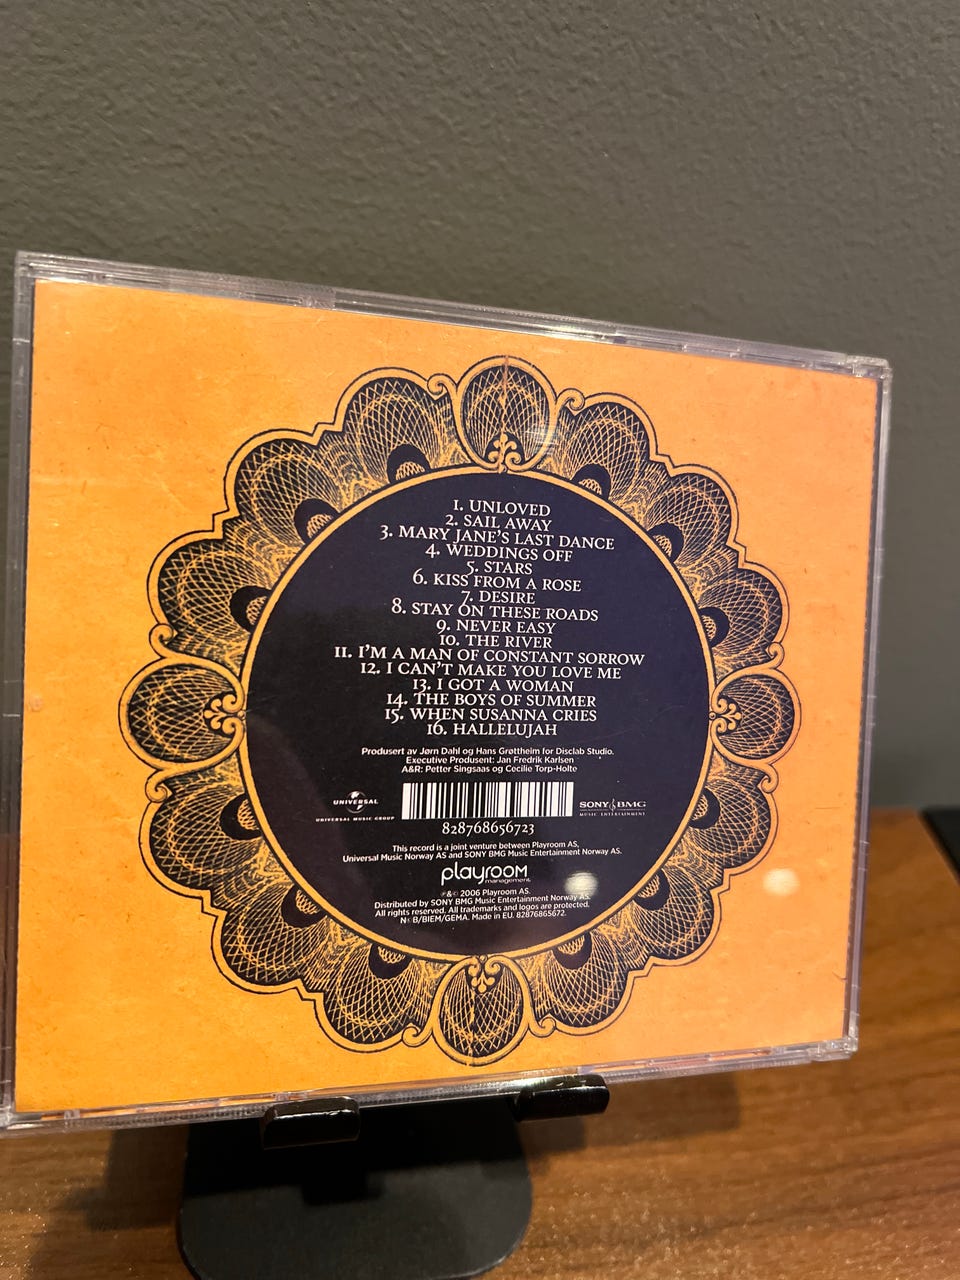 1. UNLOVED
2. SAIL AWAY
3. MARY JANE'S LAST DANCE
4. WEDDINGS OFF
5. STARS
6. KISS FROM A ROSE
7. DESIRE
8. STAY ON THESE ROADS
9. NEVER EASY
10. THE RIVER
11. I'M A MAN OF CONSTANT SORROW
12. I CAN'T MAKE YOU LOVE ME
13. I GOT A WOMAN
14. THE BOYS OF SUMMER
15. WHEN SUSANNA CRIES
16. HALLELUJAH
Produsert av Jørn Dahl og Hans Grøttheim for Disclab Studio.
Executive Produsent: Jan Fredrik Karlsen
A&R: Petter Singsaas og Cecilie Torp-Holte
UNIVERSAL
UNIVERSAL MUSIC GROUP
SONY BMG
MUSIC ENTERTAINMENT
828768656723
This record is a joint venture between Playroom AS,
Universal Music Norway AS and SONY BMG Music Entertainment Norway AS.
playroom
management
℗&© 2006 Playroom AS.
Distributed by SONY BMG Music Entertainment Norway AS.
All rights reserved. All trademarks and logos are protected.
N©B/BIEM/GEMA. Made in EU. 82876865672.